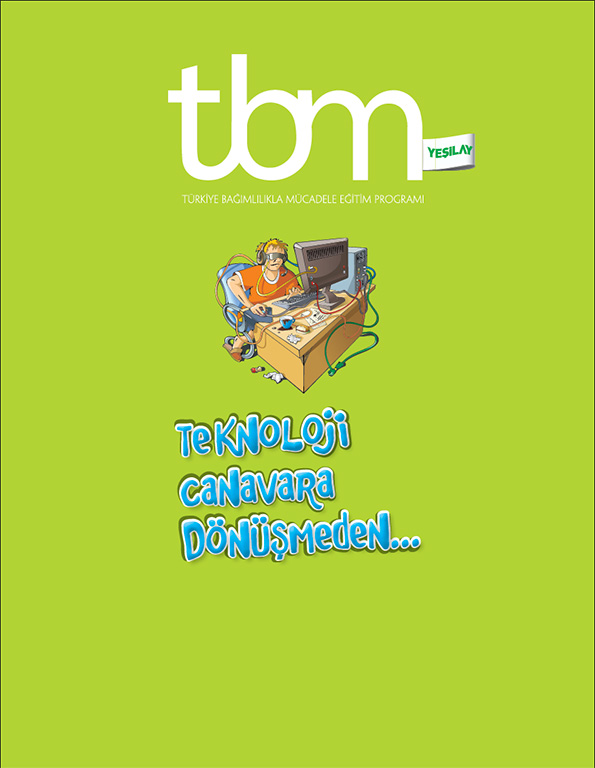 tbm
YEŞİLAY
TÜRKİYE BAĞIMLILIKLA MÜCADELE EĞİTİM PROGRAMI
TeKNOLOji
CANAVARA
DÖNÜŞmeden...